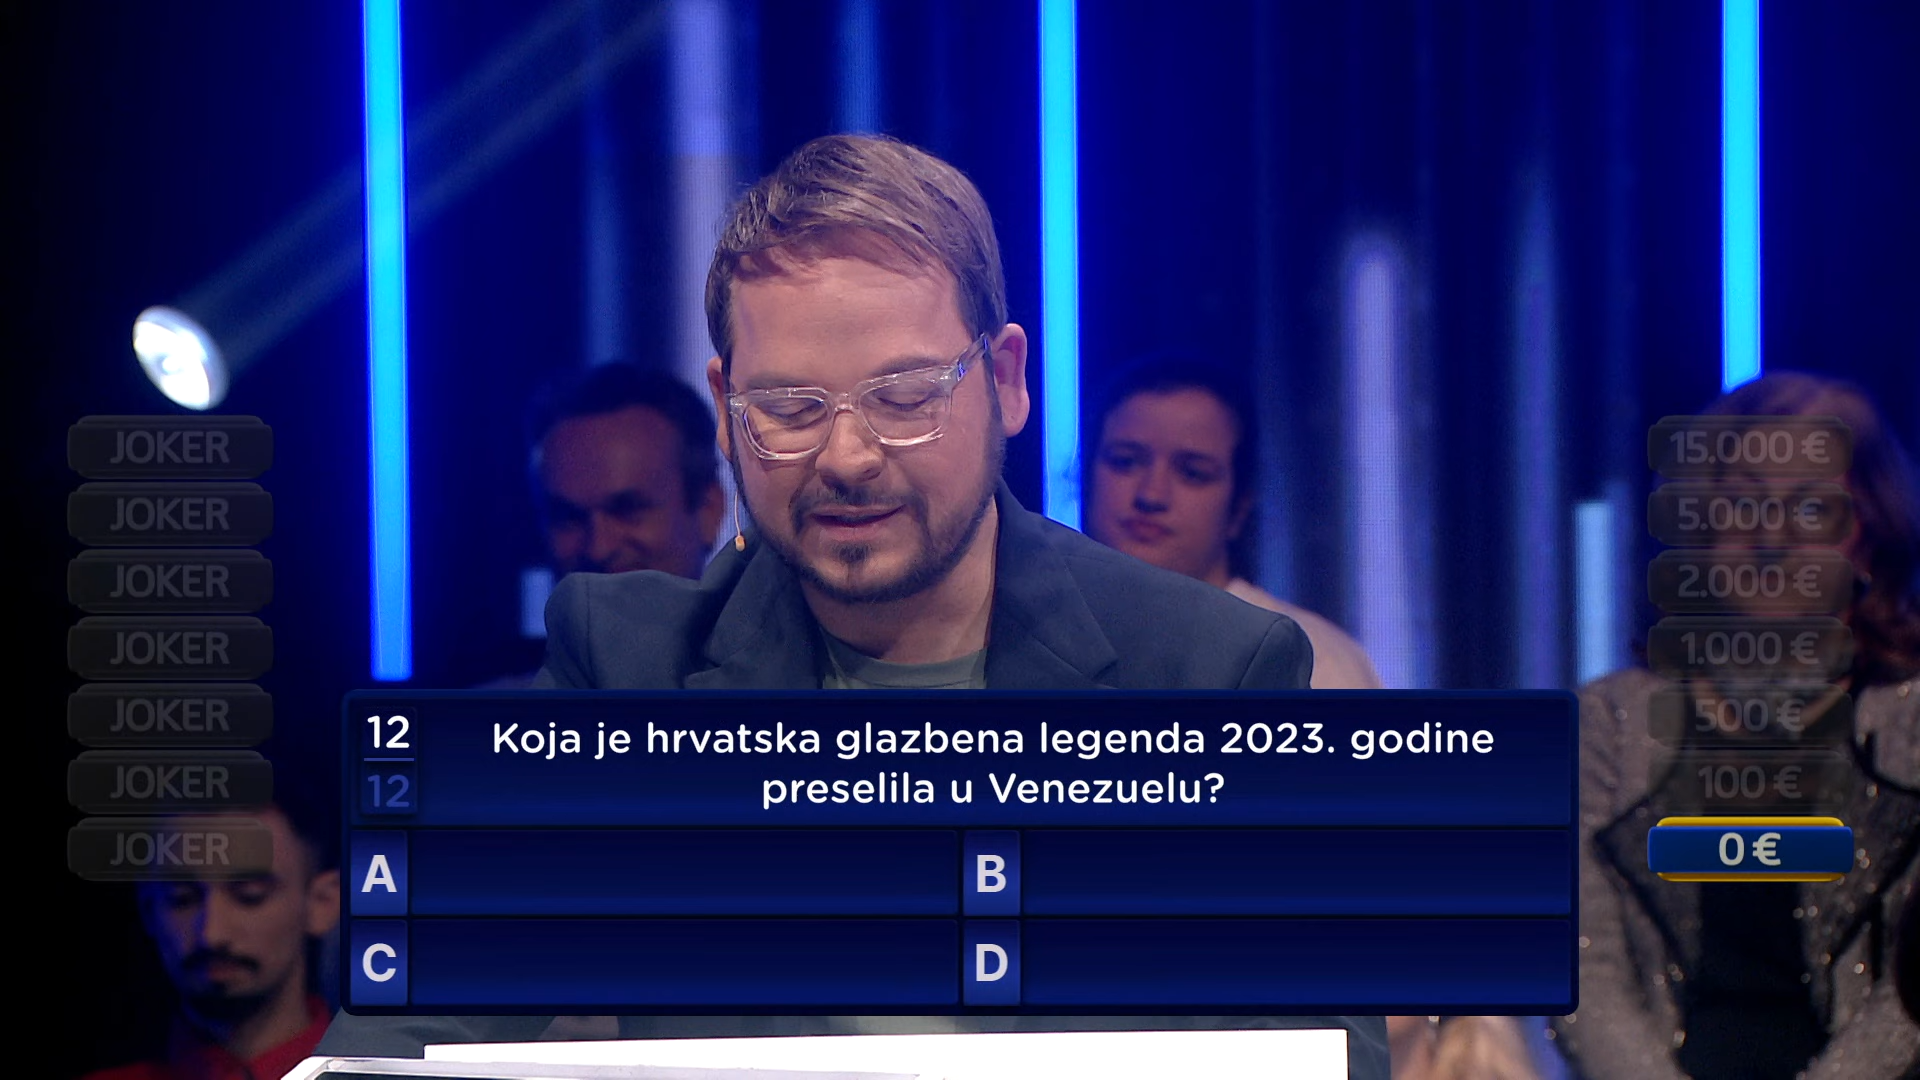 JOKER
JOKER
JOKER
JOKER
JOKER
JOKER
JOKER
15.000 €
5.000 €
2.000 €
1.000 €
500 €
100 €
0 €
12
12
Koja je hrvatska glazbena legenda 2023. godine
preselila u Venezuelu?
A
B
C
D